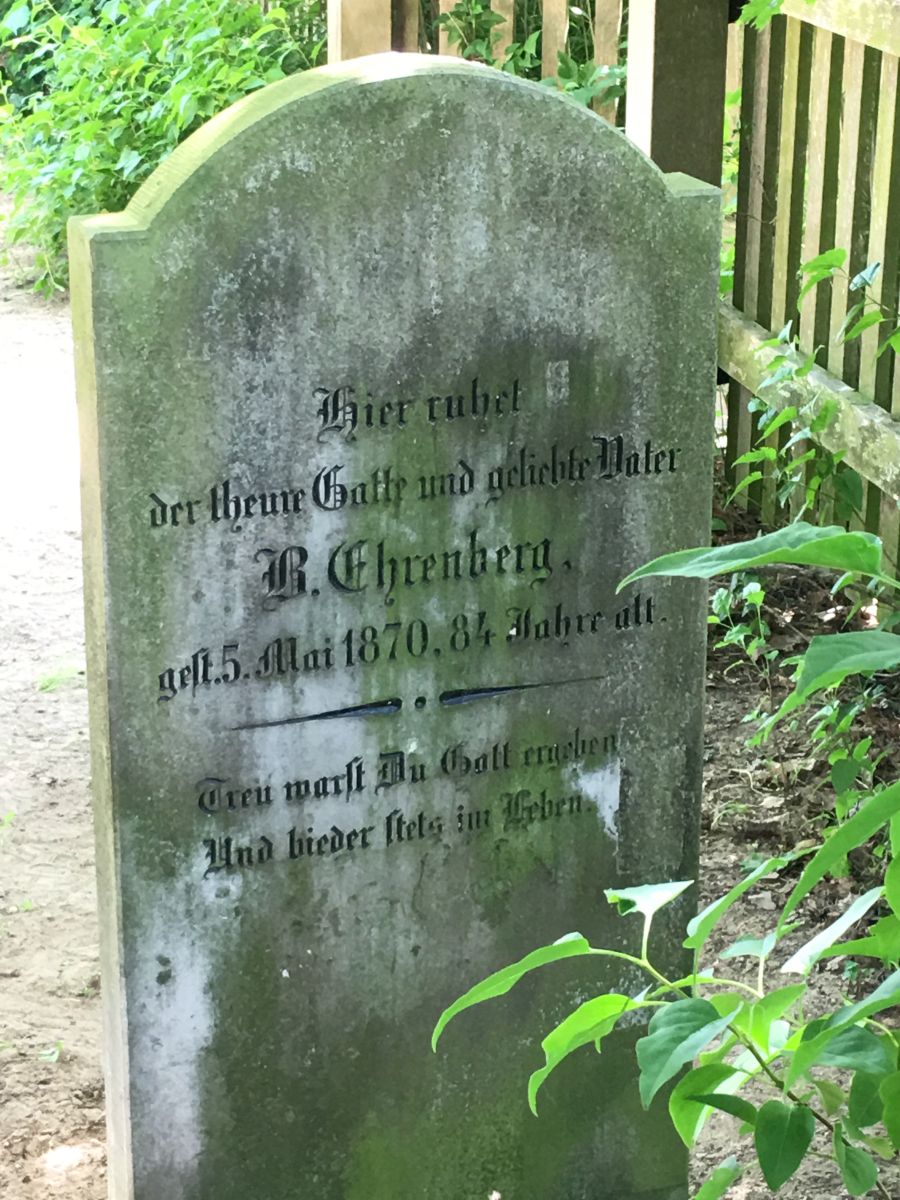 Hier ruhet
der theure Gatte und geliebte Vater
B. Ehrenberg,
gest. 5. Mai 1870. 84 Jahre alt.
Treu warst Du Gott ergeben
Und bieder stets im Leben.